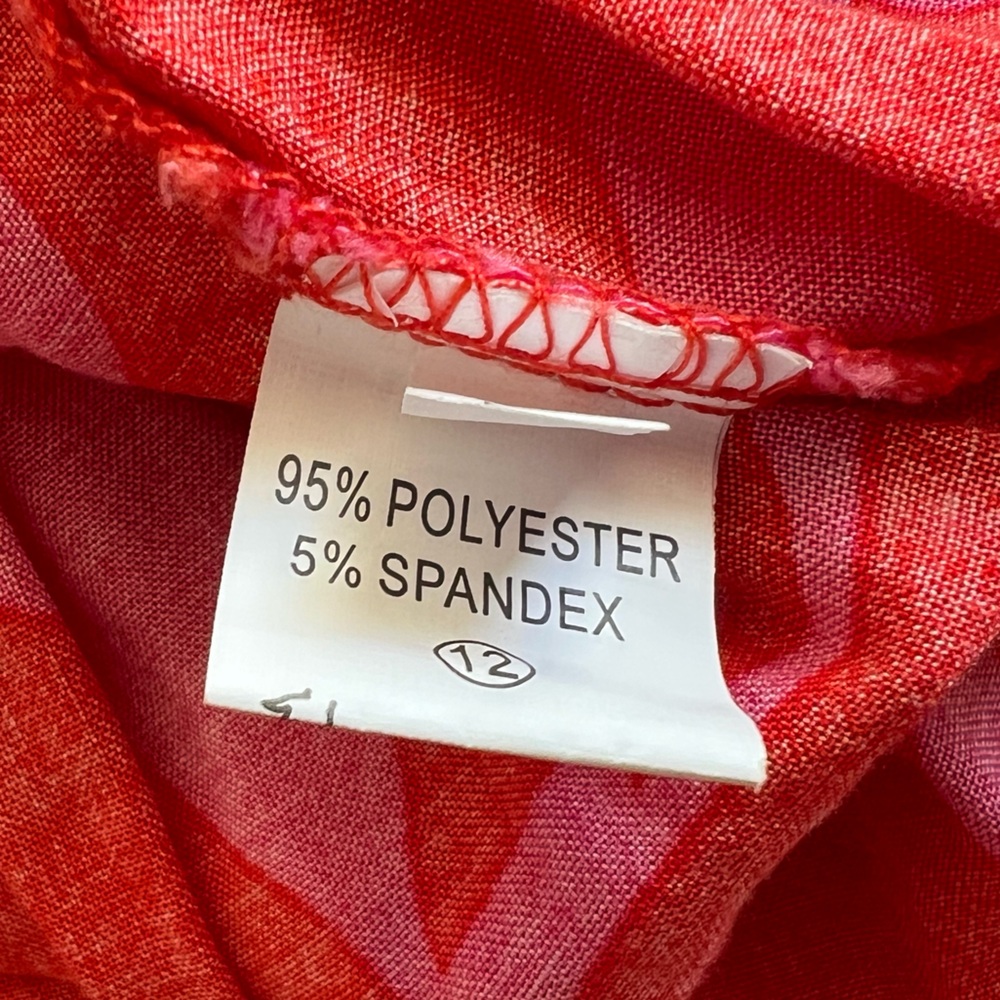 95% POLYESTER
5% SPANDEX
12